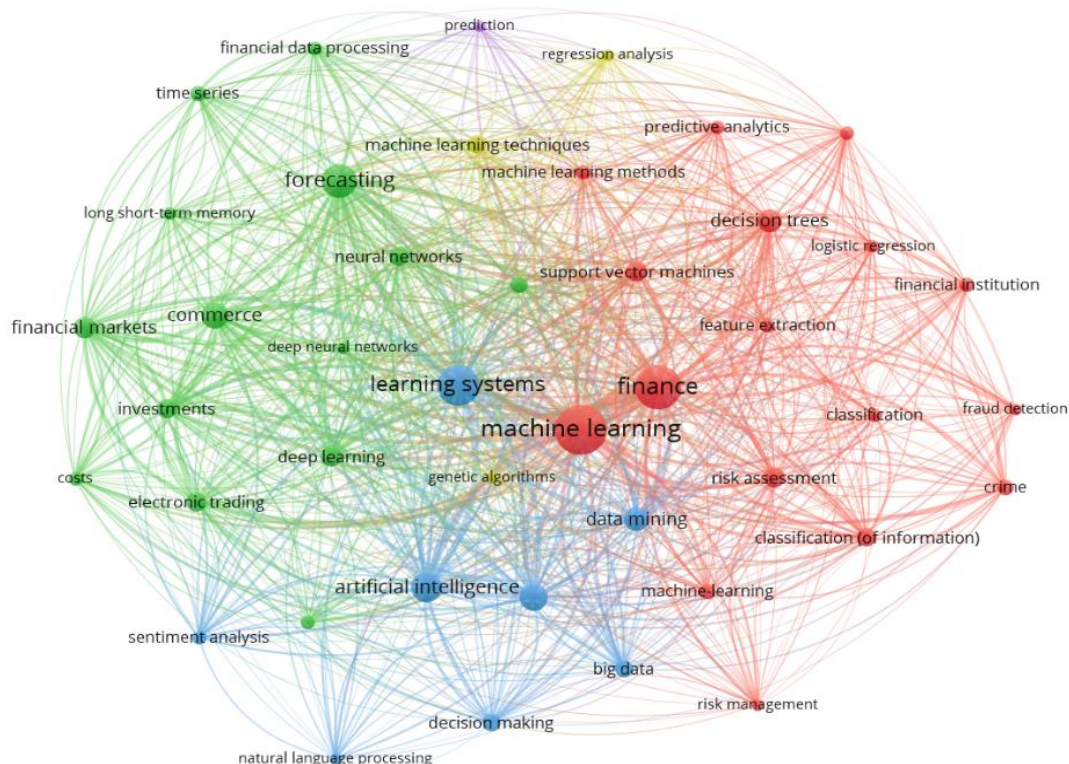 prediction
financial data processing
regression analysis
time series
predictive analytics
machine learning techniques
machine learning methods
forecasting
long short-term memory
decision trees
logistic regression
neural networks
support vector machines
financial institution
commerce
financial markets
feature extraction
deep neural networks
learning systems
finance
investments
classification
fraud detection
machine learning
deep learning
genetic algorithms
risk assessment
costs
electronic trading
crime
data mining
classification (of information)
artificial intelligence
machine-learning
sentiment analysis
big data
risk management
decision making
natural language processing